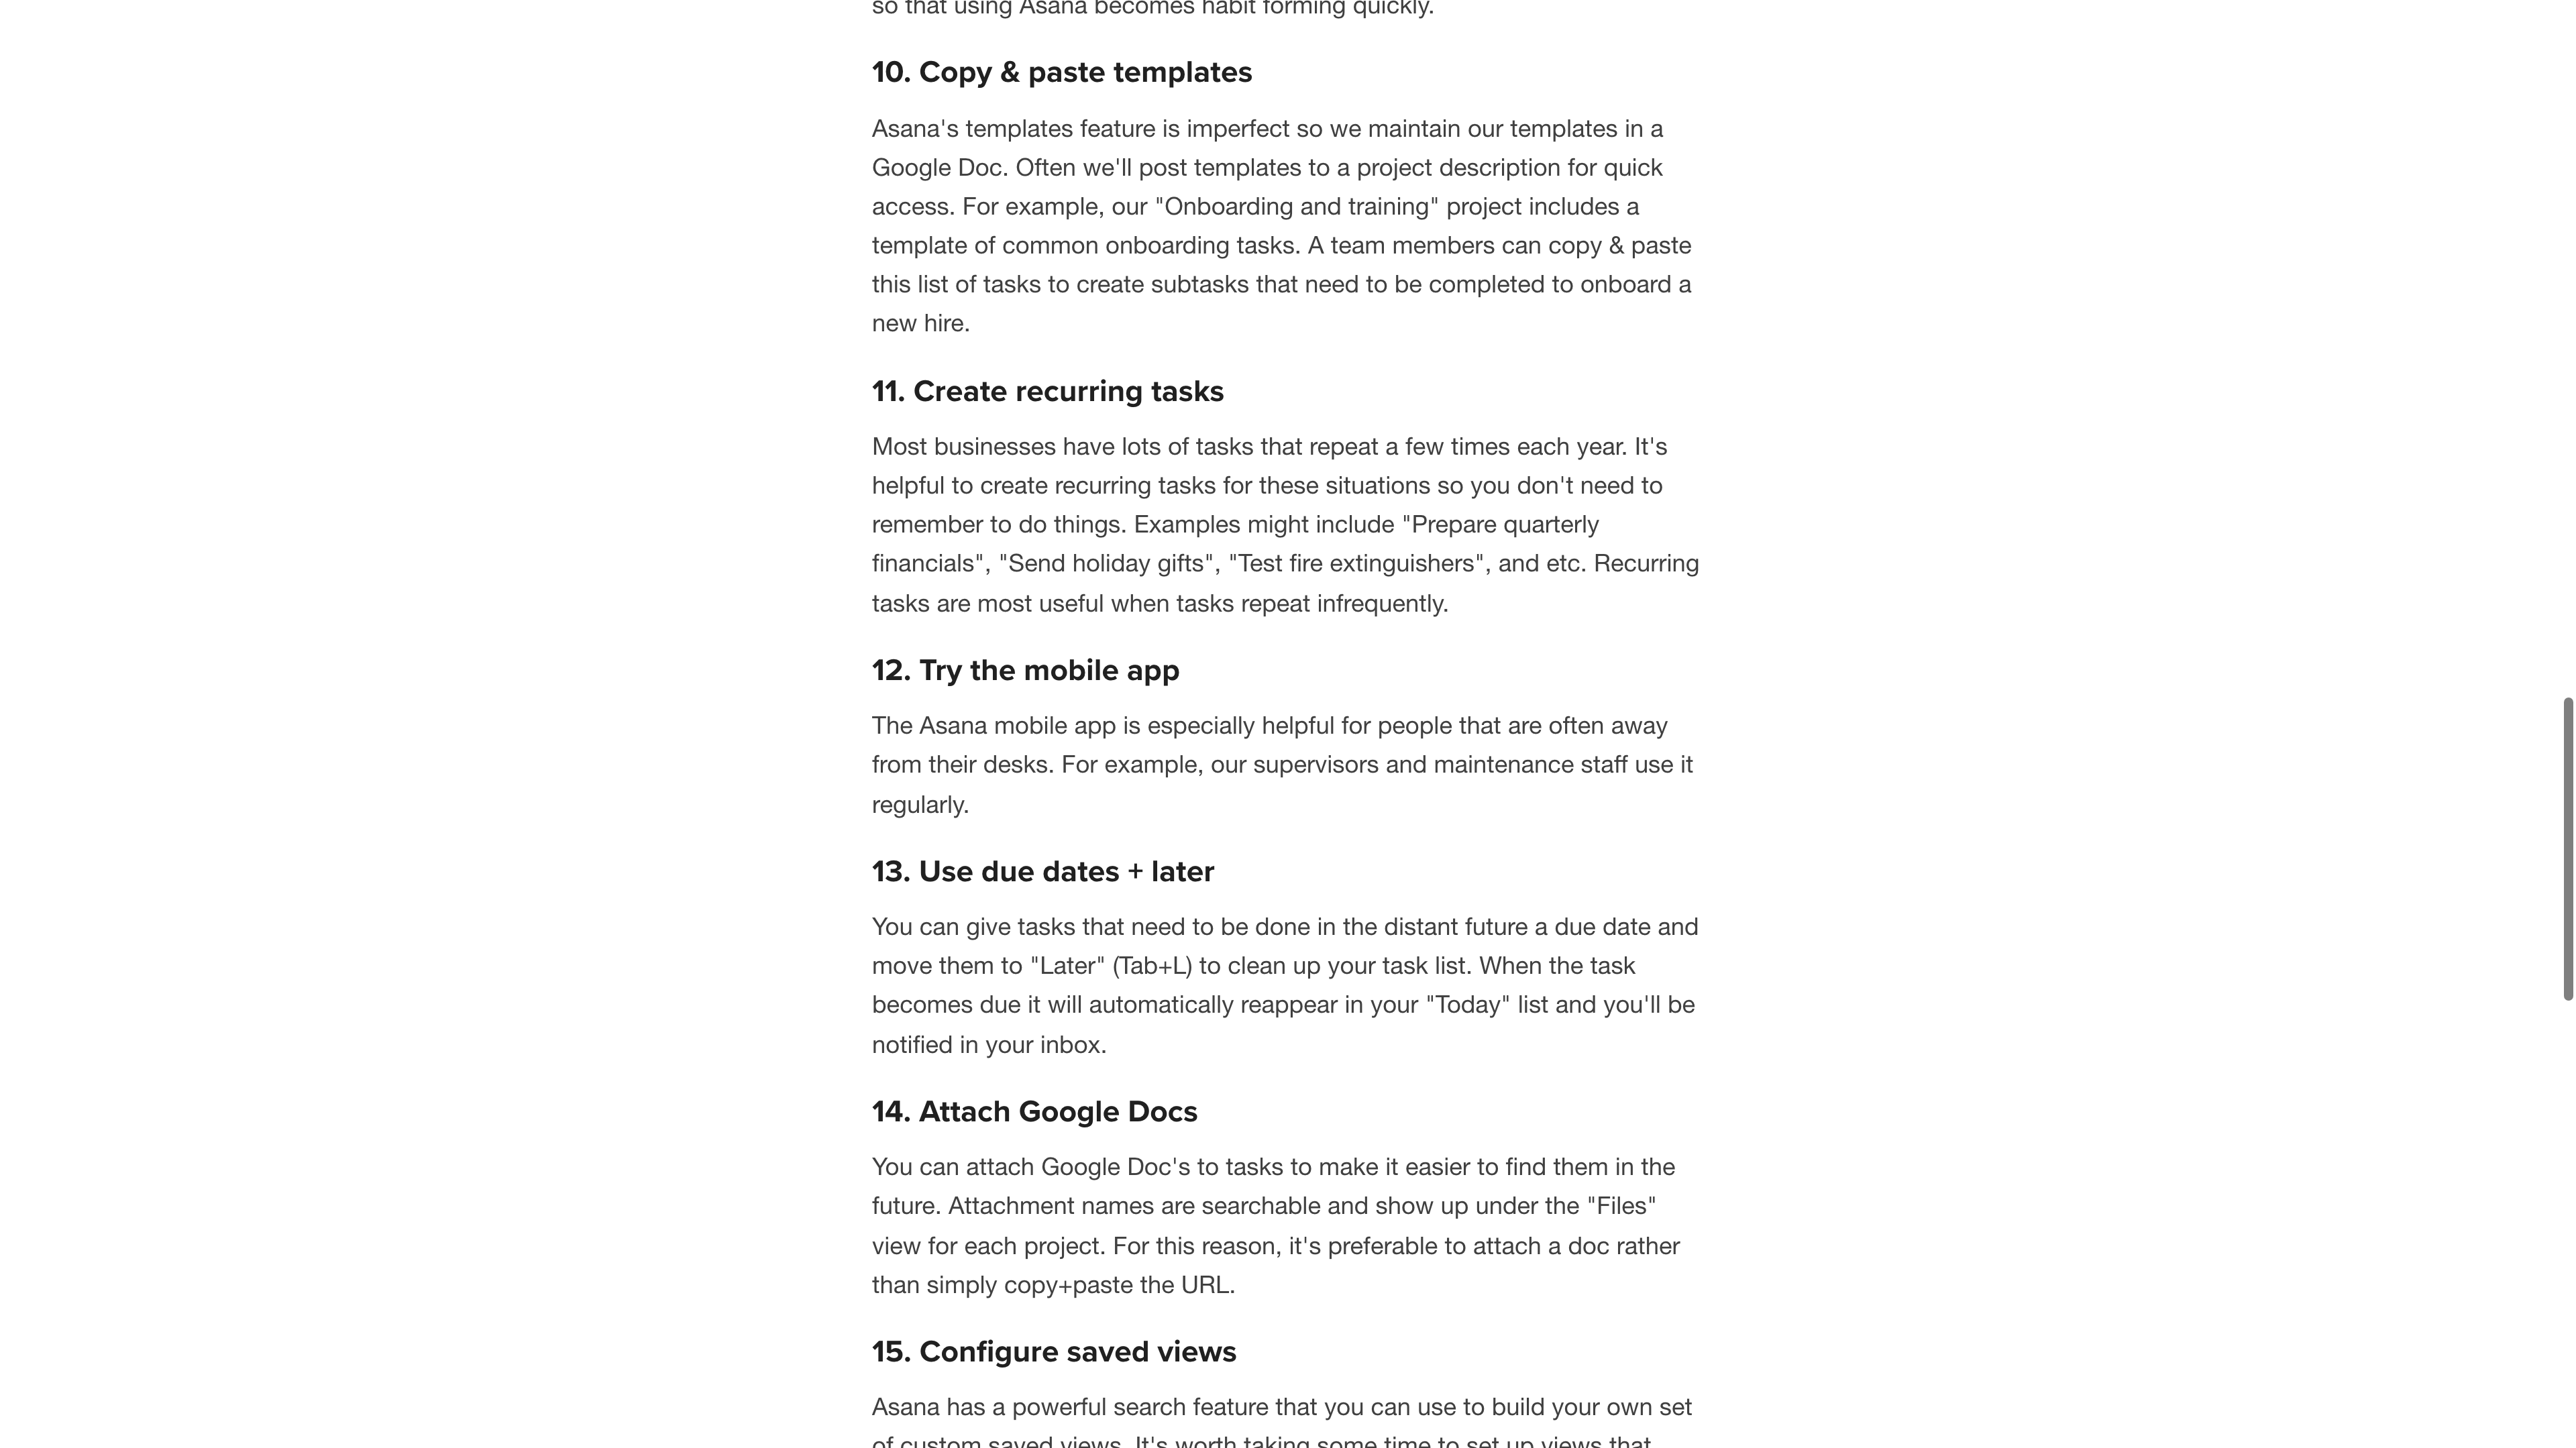 so that using Asana becomes habit forming quickly.
10. Copy & paste templates
Asana's templates feature is imperfect so we maintain our templates in a
Google Doc. Often we'll post templates to a project description for quick
access. For example, our "Onboarding and training" project includes a
template of common onboarding tasks. A team members can copy & paste
this list of tasks to create subtasks that need to be completed to onboard a
new hire.
11. Create recurring tasks
Most businesses have lots of tasks that repeat a few times each year. It's
helpful to create recurring tasks for these situations so you don't need to
remember to do things. Examples might include "Prepare quarterly
financials", "Send holiday gifts", "Test fire extinguishers", and etc. Recurring
tasks are most useful when tasks repeat infrequently.
12. Try the mobile app
The Asana mobile app is especially helpful for people that are often away
from their desks. For example, our supervisors and maintenance staff use it
regularly.
13. Use due dates + later
You can give tasks that need to be done in the distant future a due date and
move them to "Later" (Tab+L) to clean up your task list. When the task
becomes due it will automatically reappear in your "Today" list and you'll be
notified in your inbox.
14. Attach Google Docs
You can attach Google Doc's to tasks to make it easier to find them in the
future. Attachment names are searchable and show up under the "Files"
view for each project. For this reason, it's preferable to attach a doc rather
than simply copy+paste the URL.
15. Configure saved views
Asana has a powerful search feature that you can use to build your own set
of custom saved views. It's worth taking some time to set up views that